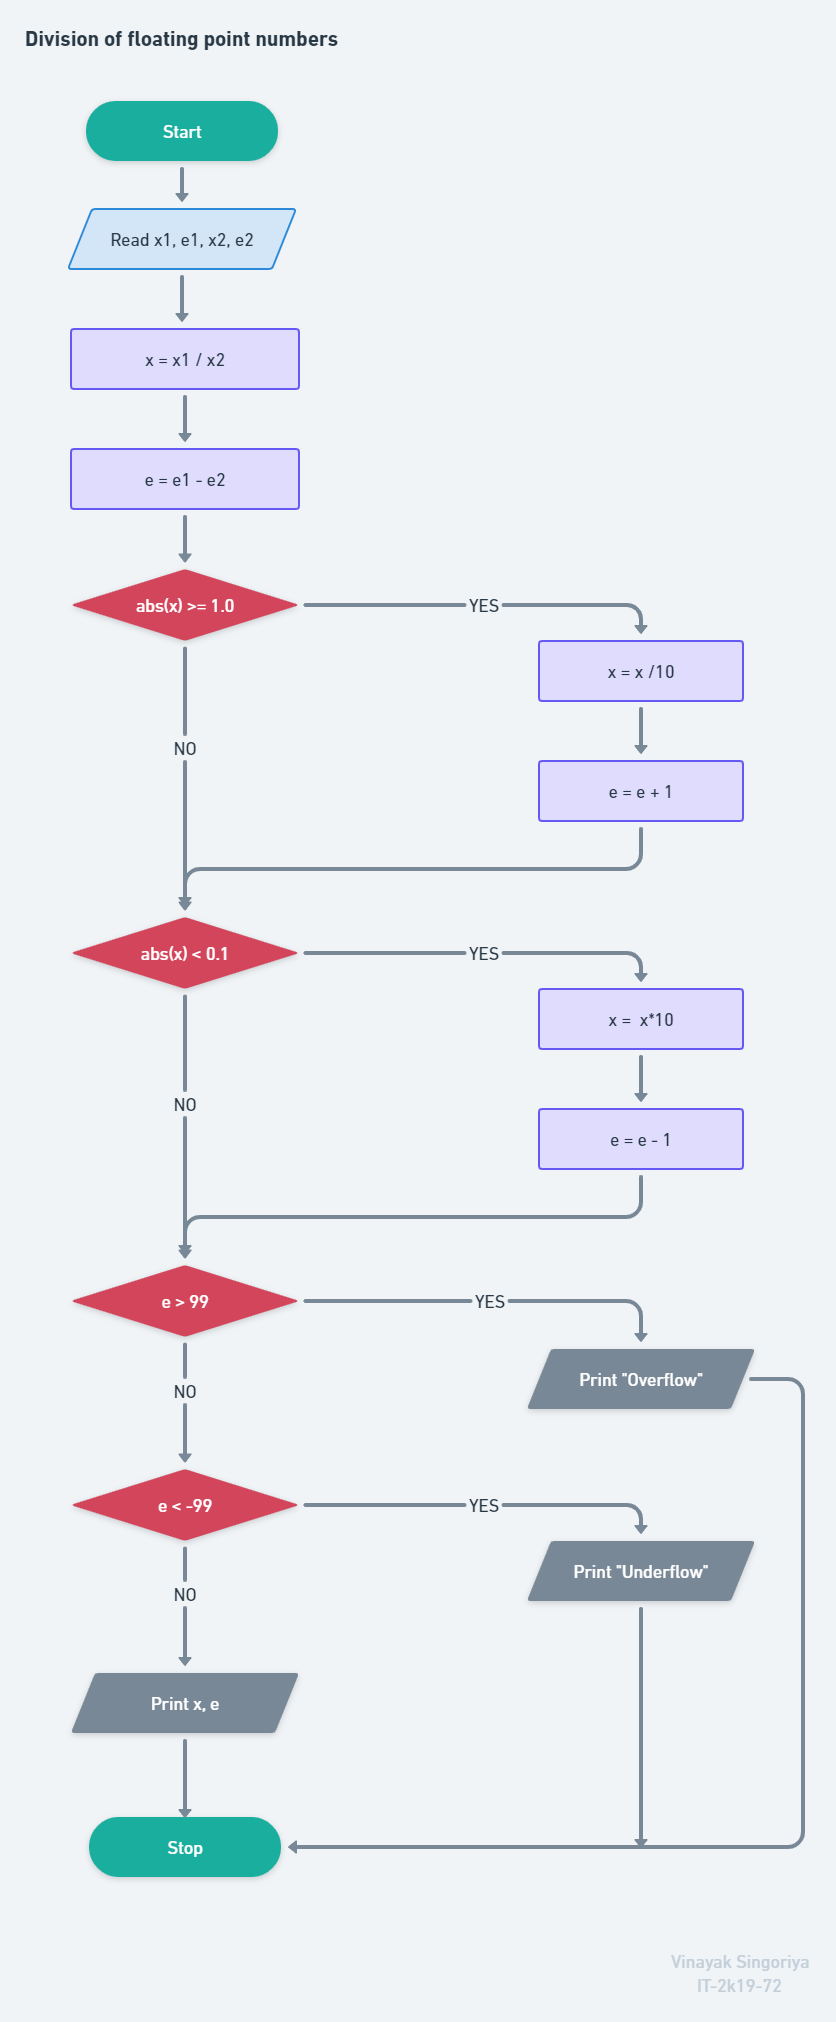 Division of floating point numbers
Start
Read x1, e1, x2, e2
x = x1 / x2
e = e1 - e2
abs(x) >= 1.0
YES
x = x /10
NO
e = e + 1
abs(x) < 0.1
YES
x =  x*10
NO
e = e - 1
e > 99
YES
Print "Overflow"
NO
e < -99
YES
Print "Underflow"
NO
Print x, e
Stop
Vinayak Singoriya
IT-2k19-72